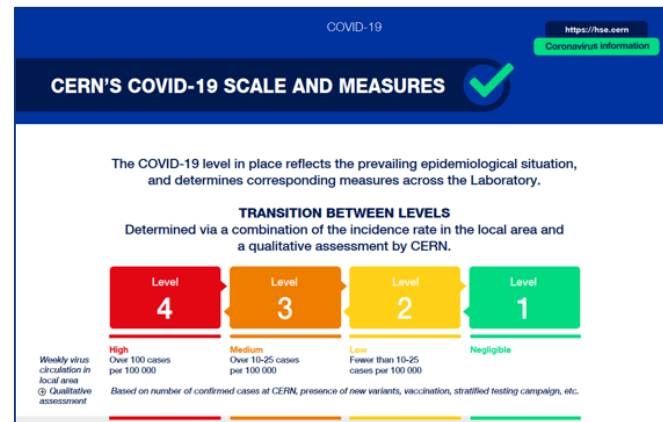 COVID-19
https://hse.cern
Coronavirus information
CERN'S COVID-19 SCALE AND MEASURES
The COVID-19 level in place reflects the prevailing epidemiological situation,
and determines corresponding measures across the Laboratory.
TRANSITION BETWEEN LEVELS
Determined via a combination of the incidence rate in the local area and
a qualitative assessment by CERN.
Level Level Level Level
4 3 2 1
High Medium Low Negligible
Weekly virus Over 100 cases Over 10-25 cases Fewer than 10-25
circulation in per 100 000 per 100 000 cases per 100 000
local area
Qualitative Based on number of confirmed cases at CERN, presence of new variants, vaccination, stratified testing campaign, etc.
assessment